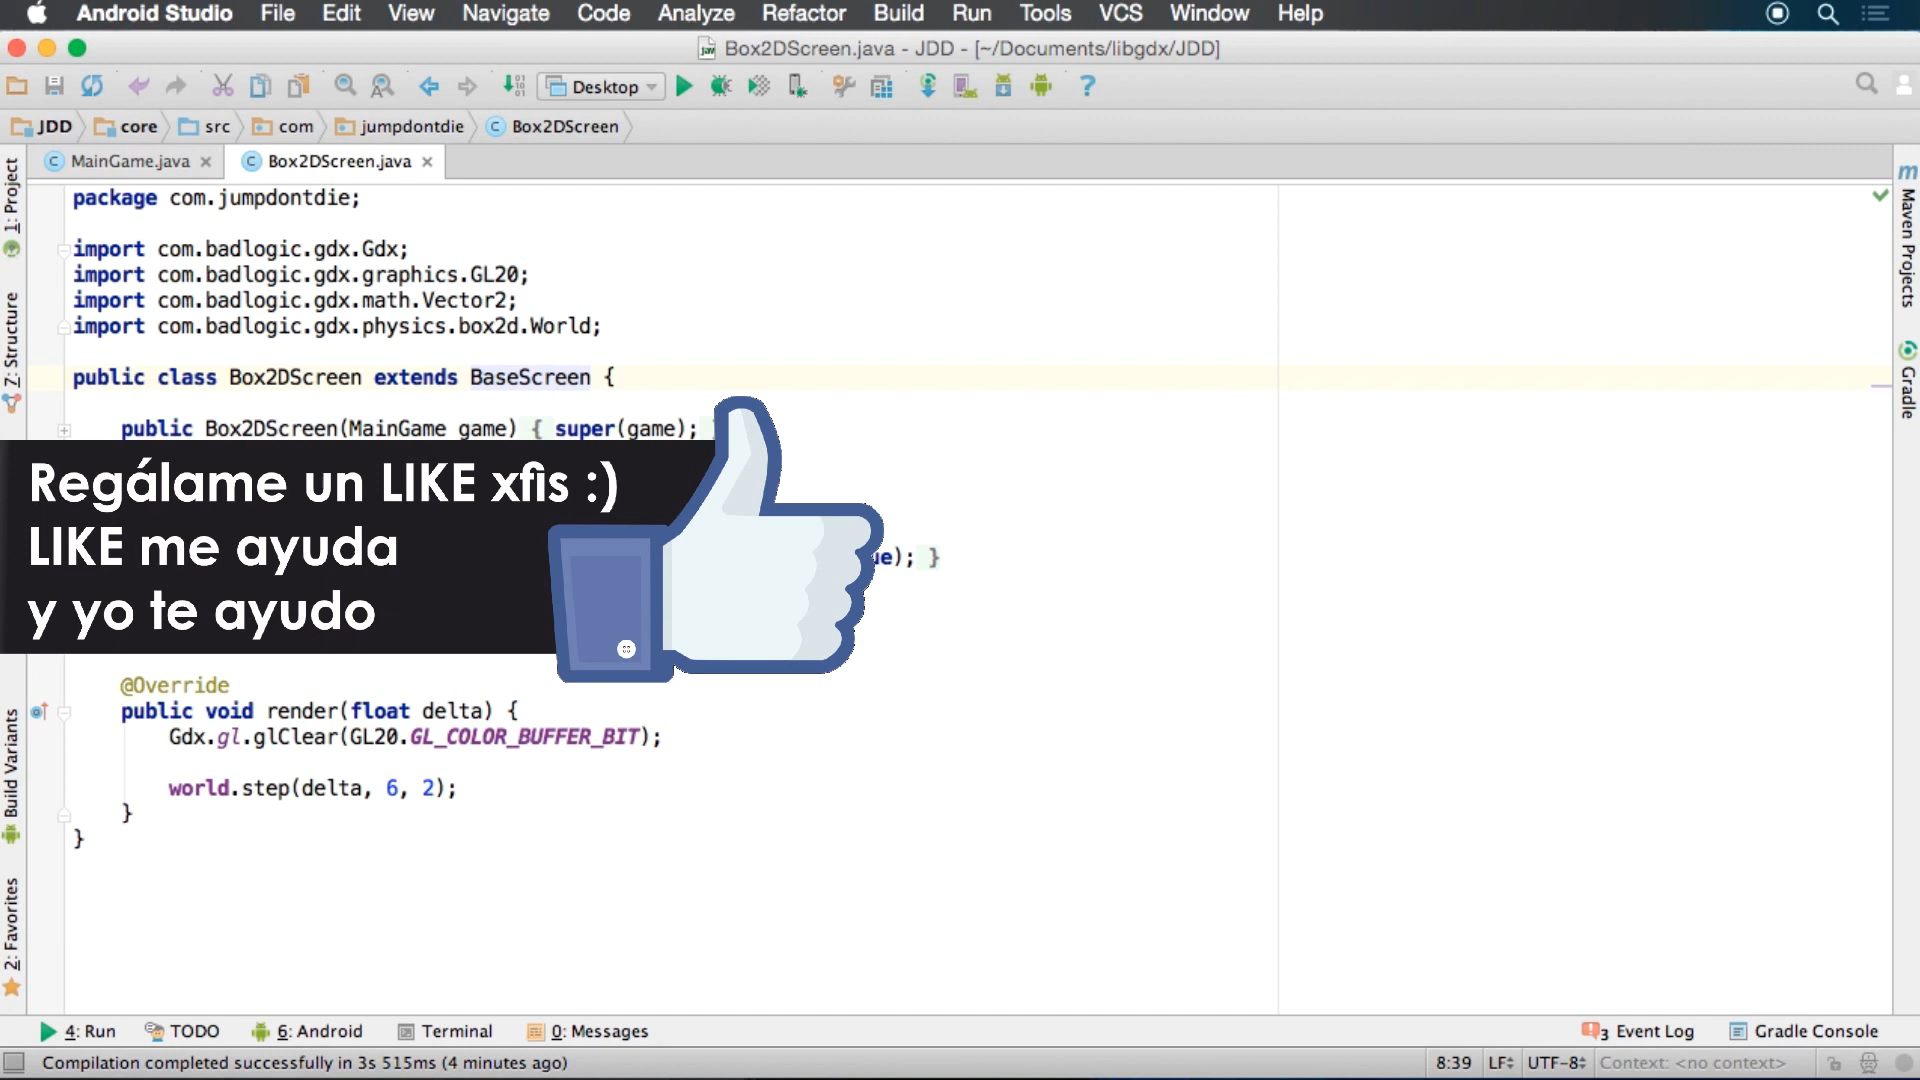 Android Studio File Edit View Navigate Code Analyze Refactor Build Run Tools VCS Window Help
Box2DScreen.java - JDD - [~/Documents/libgdx/JDD]
Desktop
JDD core src com jumpdontdie Box2DScreen
MainGame.java Box2DScreen.java
1: Project
7: Structure
Build Variants
2: Favorites
Maven Projects
Gradle
package com.jumpdontdie;
import com.badlogic.gdx.Gdx;
import com.badlogic.gdx.graphics.GL20;
import com.badlogic.gdx.math.Vector2;
import com.badlogic.gdx.physics.box2d.World;
public class Box2DScreen extends BaseScreen {
public Box2DScreen(MainGame game) { super(game);
Regálame un LIKE xfis :)
LIKE me ayuda
y yo te ayudo
ue); }
@Override
public void render(float delta) {
Gdx.gl.glClear(GL20.GL_COLOR_BUFFER_BIT);
world.step(delta, 6, 2);
}
}
4: Run TODO 6: Android Terminal 0: Messages 3 Event Log Gradle Console
Compilation completed successfully in 3s 515ms (4 minutes ago) 8:39 LF UTF-8 Context: <no context>